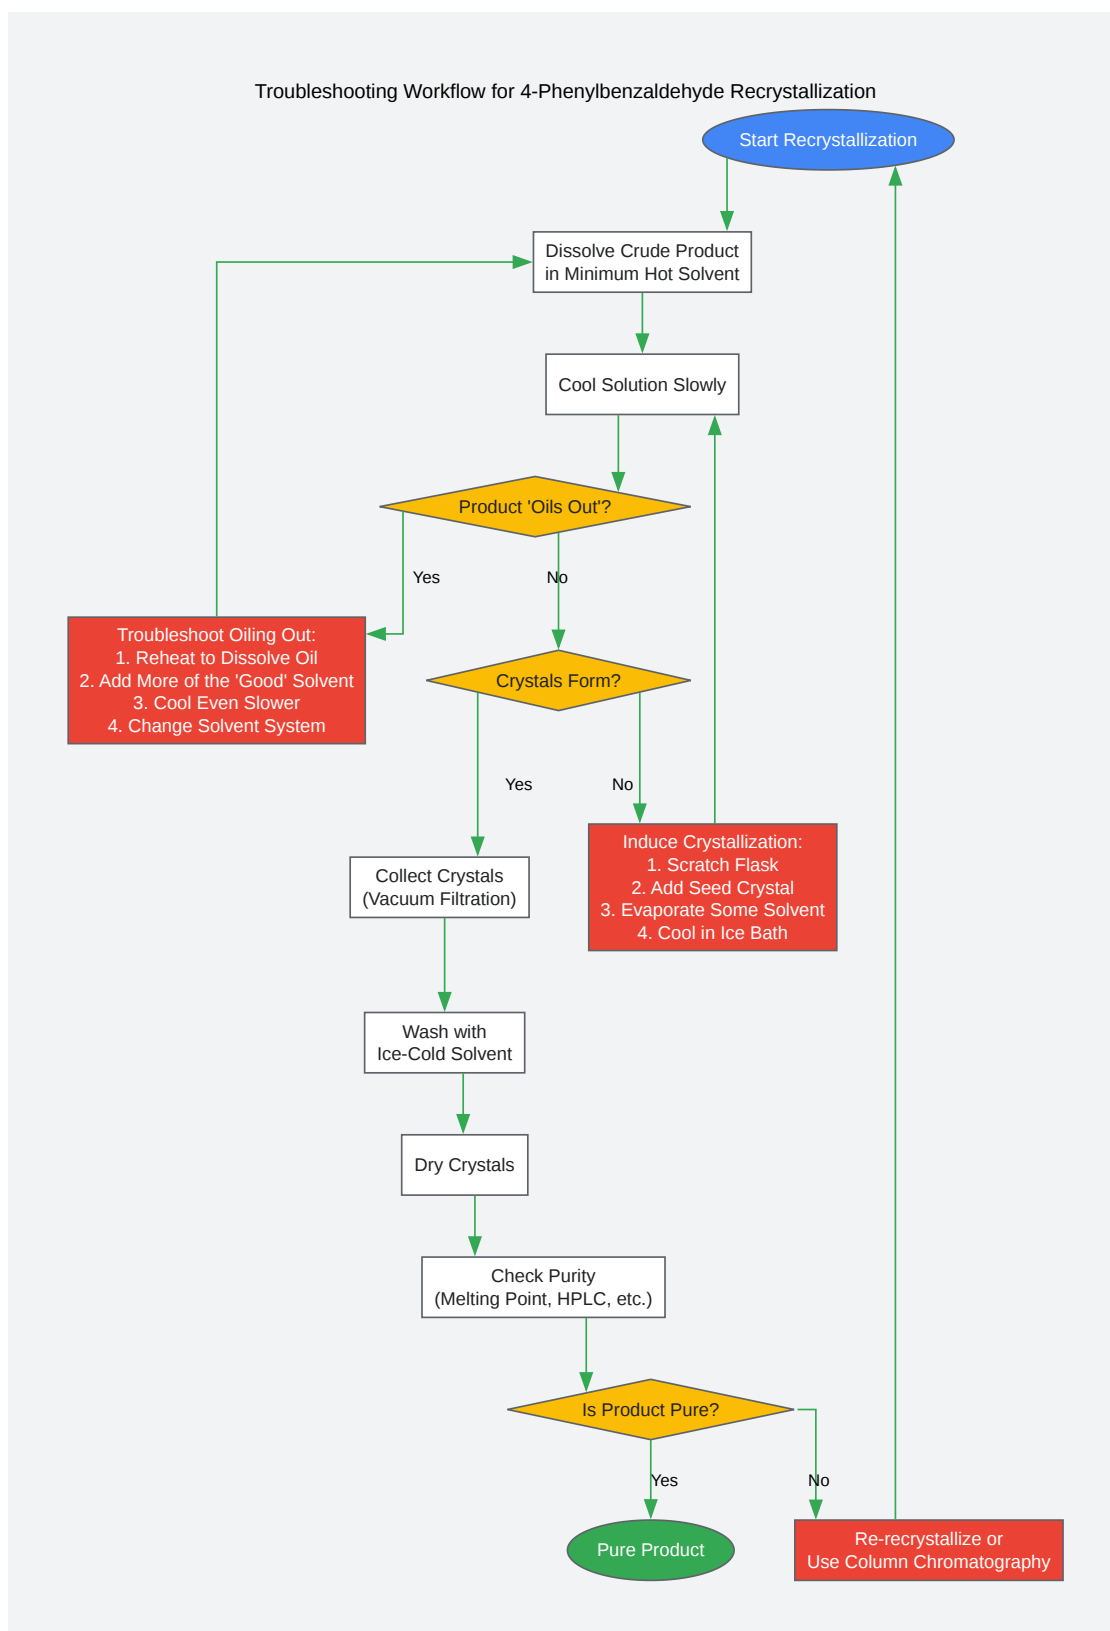 Troubleshooting Workflow for 4-Phenylbenzaldehyde Recrystallization
Start Recrystallization
Dissolve Crude Product
in Minimum Hot Solvent
Cool Solution Slowly
Product 'Oils Out'?
Yes
No
Troubleshoot Oiling Out:
1. Reheat to Dissolve Oil
2. Add More of the 'Good' Solvent
3. Cool Even Slower
4. Change Solvent System
Crystals Form?
Yes
No
Collect Crystals
(Vacuum Filtration)
Induce Crystallization:
1. Scratch Flask
2. Add Seed Crystal
3. Evaporate Some Solvent
4. Cool in Ice Bath
Wash with
Ice-Cold Solvent
Dry Crystals
Check Purity
(Melting Point, HPLC, etc.)
Is Product Pure?
Yes
No
Pure Product
Re-recrystallize or
Use Column Chromatography